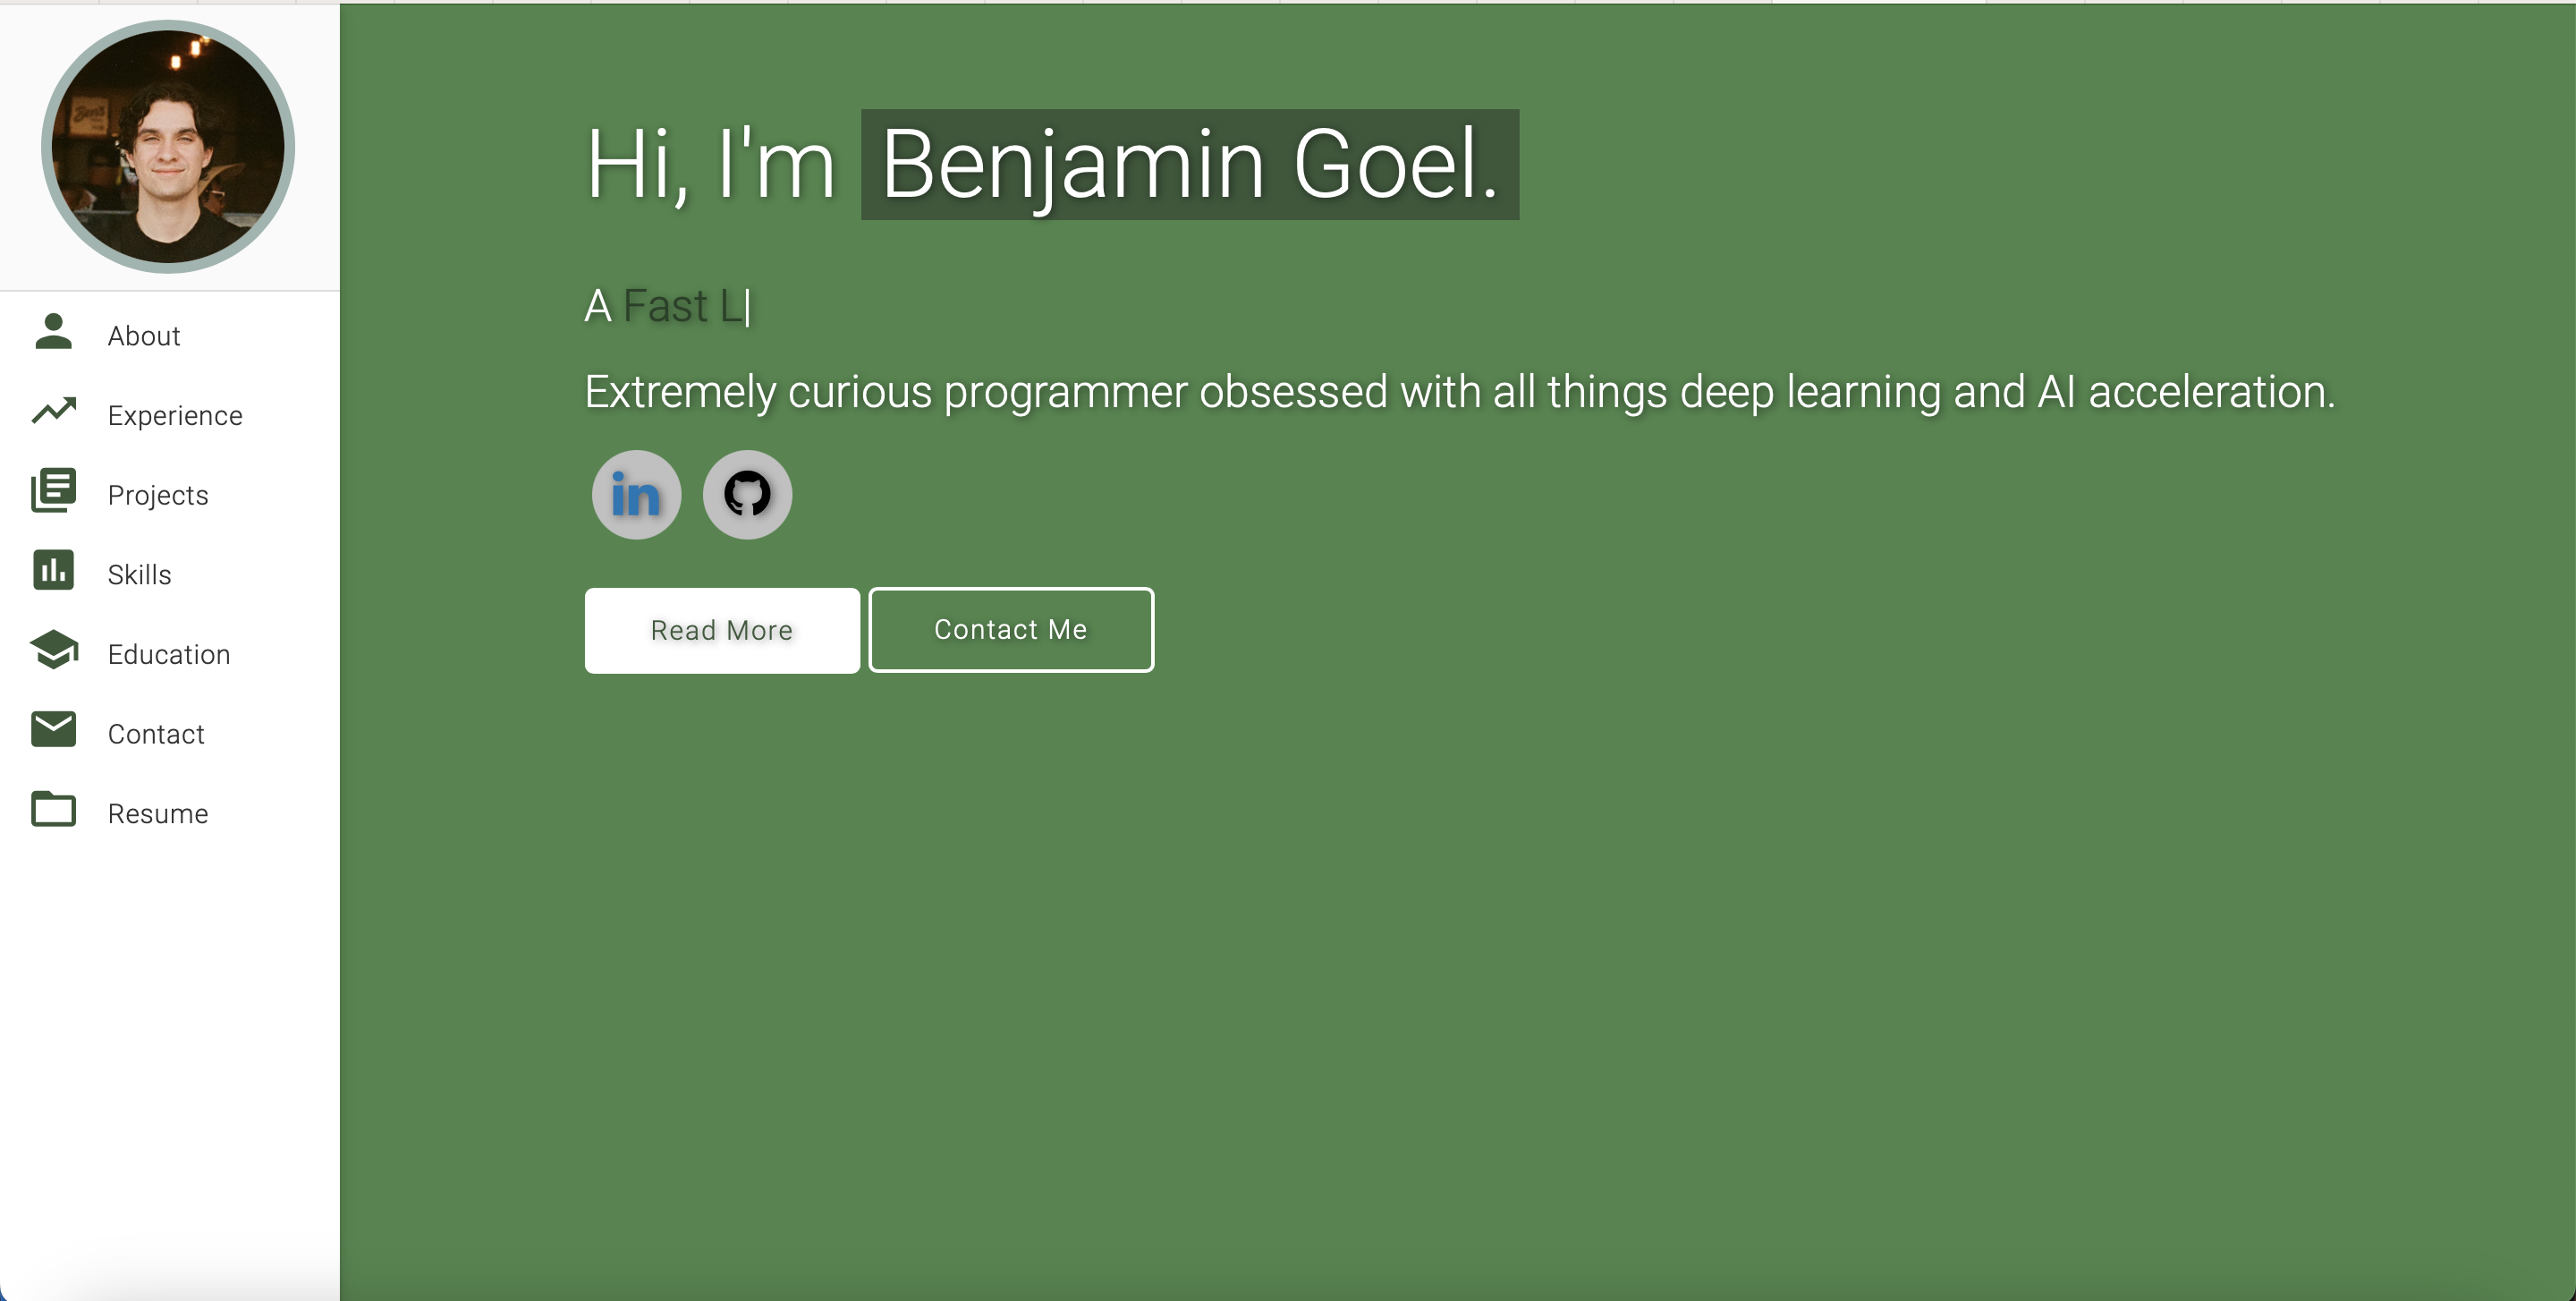 About
Experience
Projects
Skills
Education
Contact
Resume
Hi, I'm Benjamin Goel.
A Fast L
Extremely curious programmer obsessed with all things deep learning and AI acceleration.
in
Read More
Contact Me